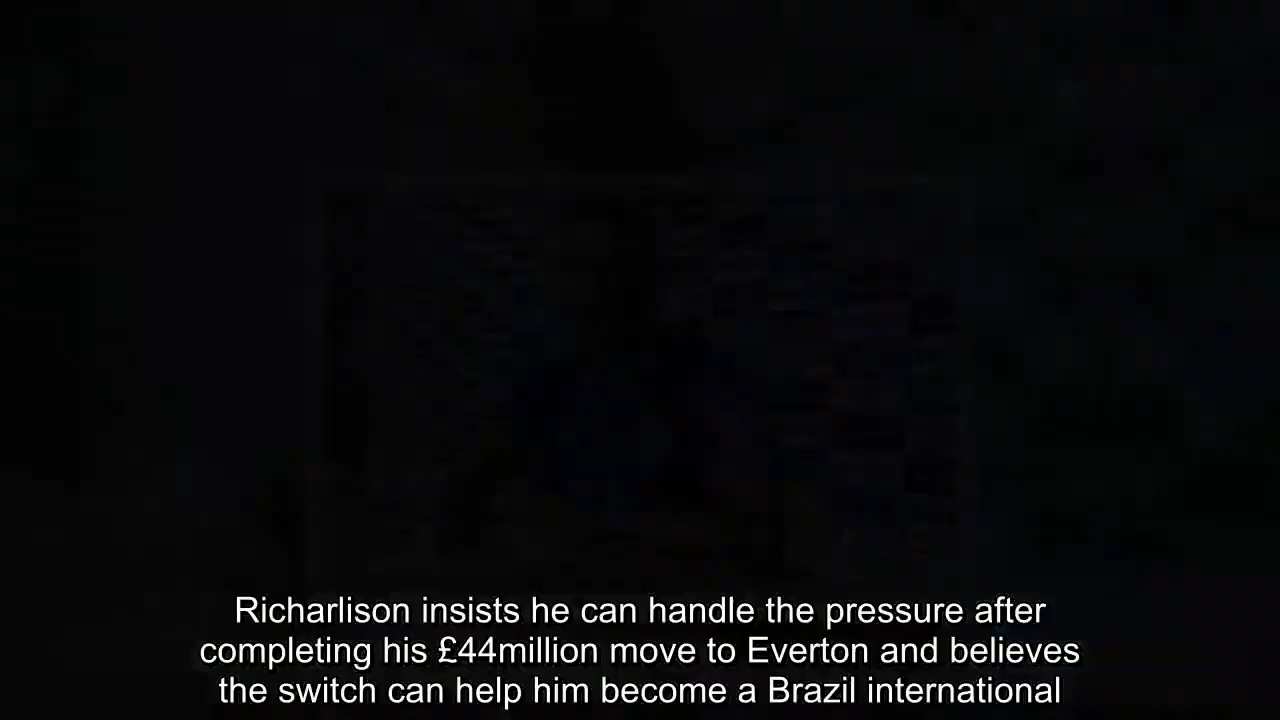 Richarlison insists he can handle the pressure after
completing his £44million move to Everton and believes
the switch can help him become a Brazil international